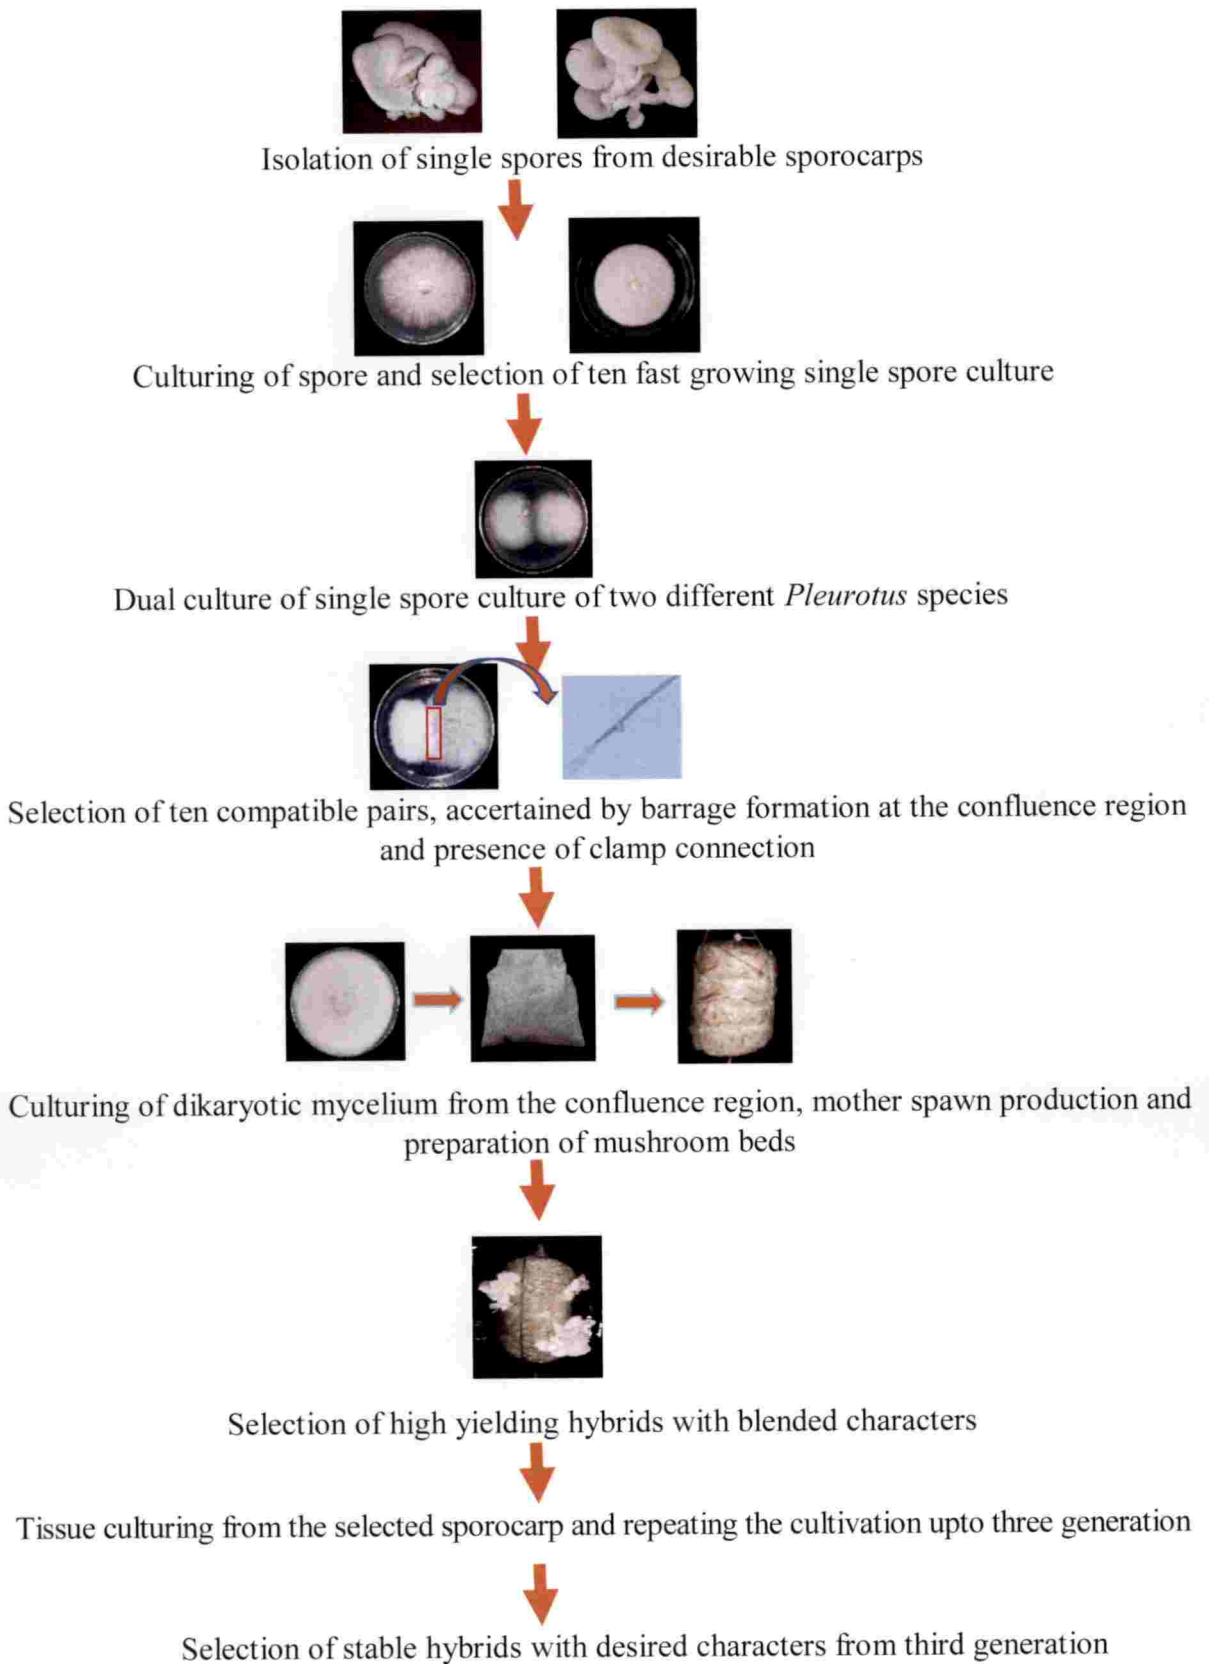 Isolation of single spores from desirable sporocarps
Culturing of spore and selection of ten fast growing single spore culture
Dual culture of single spore culture of two different Pleurotus species
Selection of ten compatible pairs, accertained by barrage formation at the confluence region
and presence of clamp connection
Culturing of dikaryotic mycelium from the confluence region, mother spawn production and
preparation of mushroom beds
Selection of high yielding hybrids with blended characters
Tissue culturing from the selected sporocarp and repeating the cultivation upto three generation
Selection of stable hybrids with desired characters from third generation